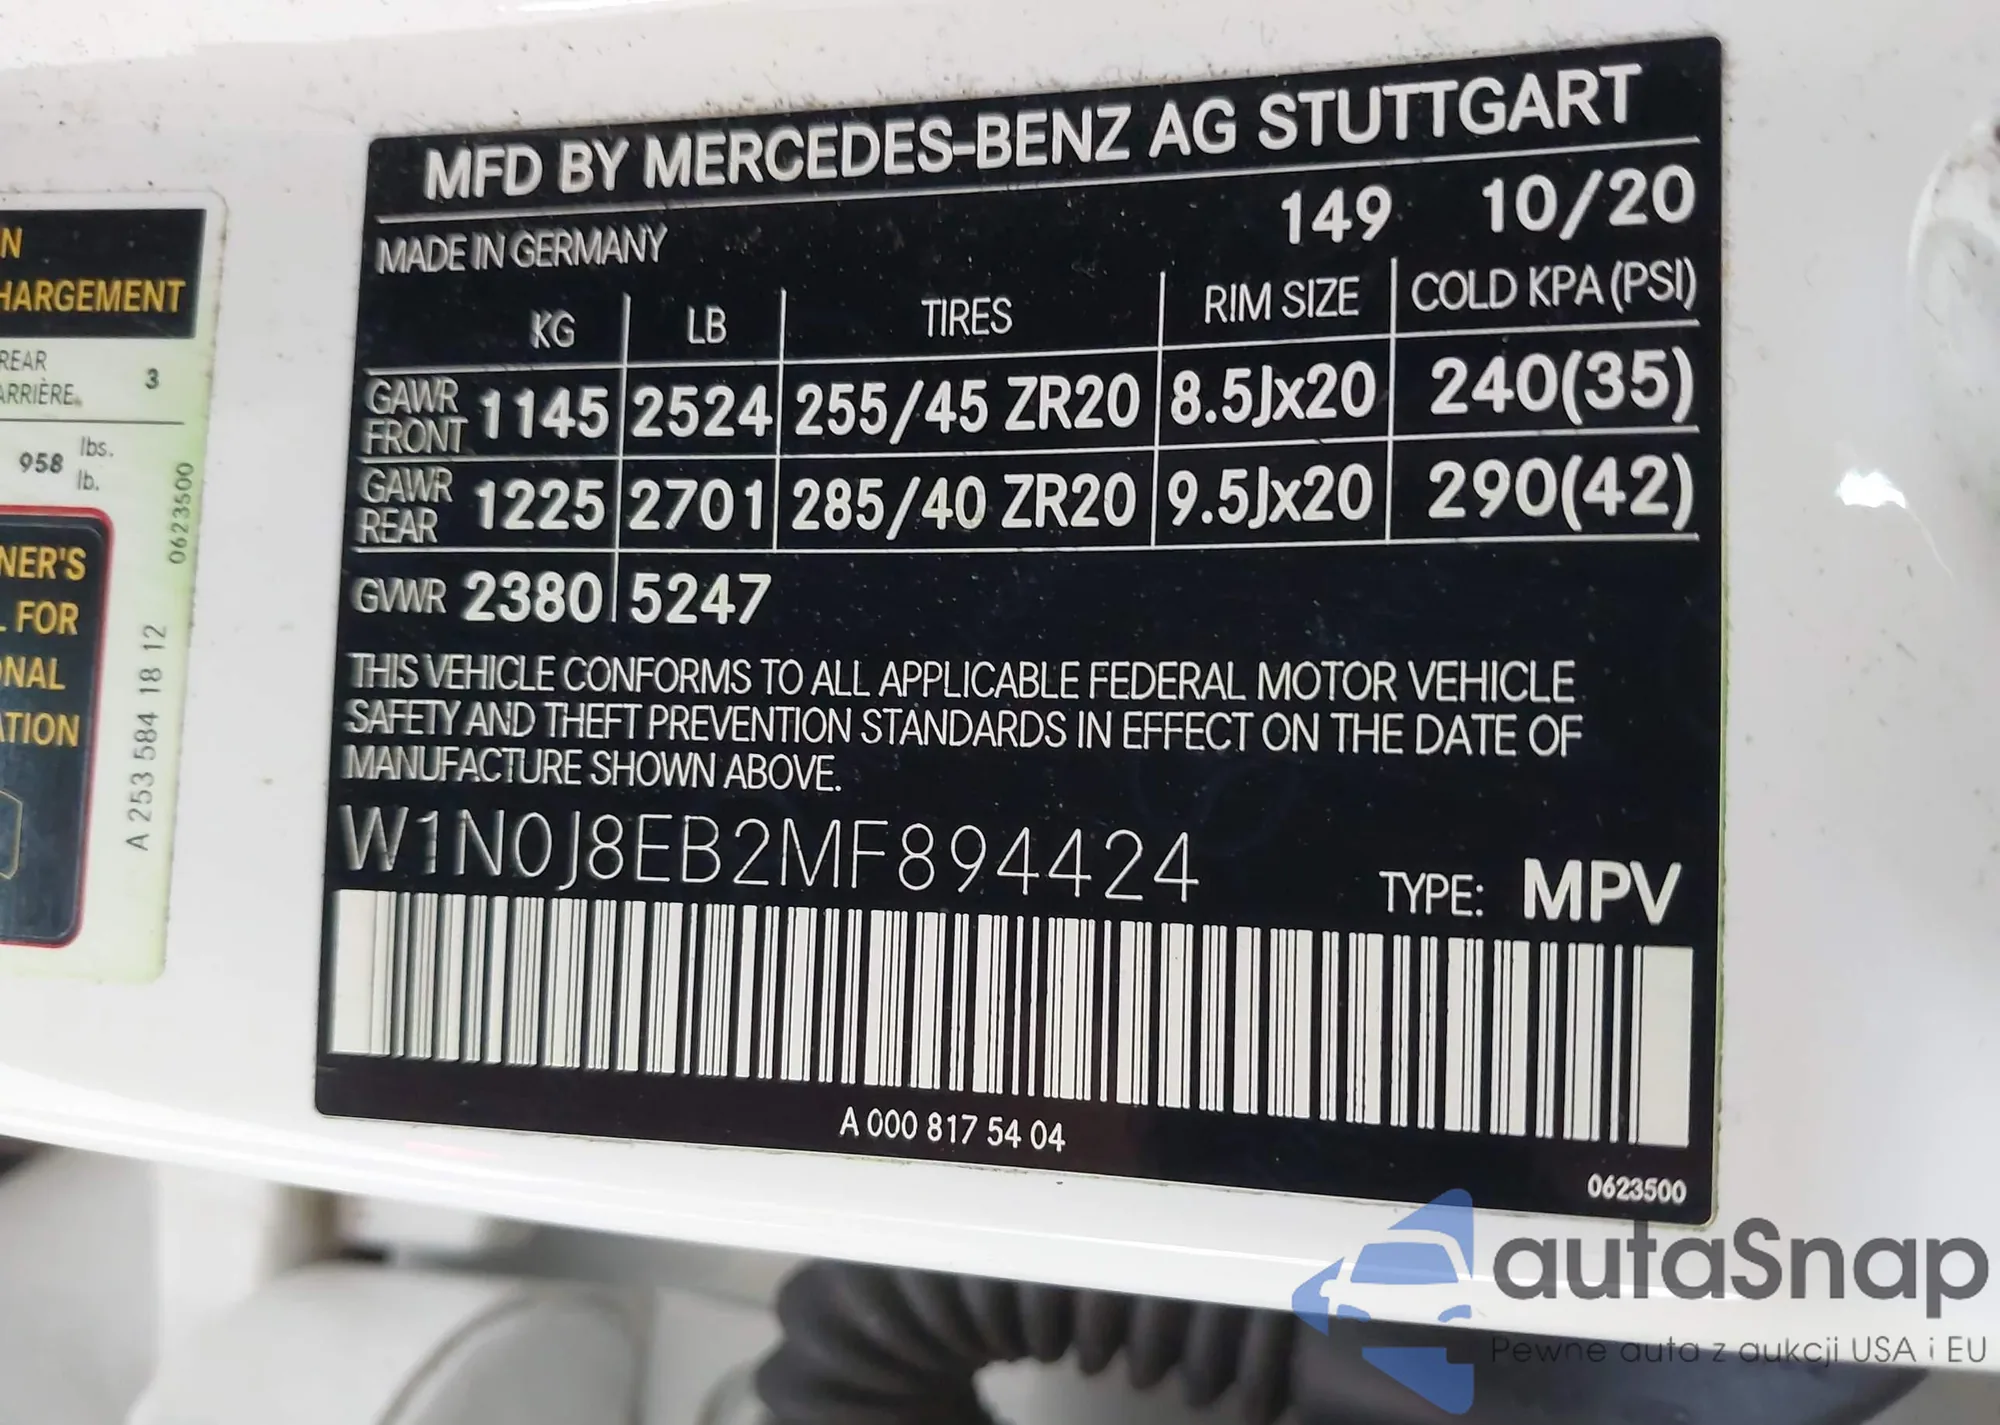 MFD BY MERCEDES-BENZ AG STUTTGART
MADE IN GERMANY 149 10/20
KG LB TIRES RIM SIZE COLD KPA (PSI)
GAWR FRONT 1145 2524 255/45 ZR20 8.5Jx20 240(35)
GAWR REAR 1225 2701 285/40 ZR20 9.5Jx20 290(42)
GVWR 2380 5247
THIS VEHICLE CONFORMS TO ALL APPLICABLE FEDERAL MOTOR VEHICLE
SAFETY AND THEFT PREVENTION STANDARDS IN EFFECT ON THE DATE OF
MANUFACTURE SHOWN ABOVE.
W1N0J8EB2MF894424
TYPE: MPV
A 000 817 54 04
0623500
N
HARGEMENT
REAR 3
ARRIÈRE
958 lbs.
lb.
0623500
NER'S
L FOR
ONAL
ATION
A 253 584 18 12
autaSnap
Pewne auta z aukcji USA i EU